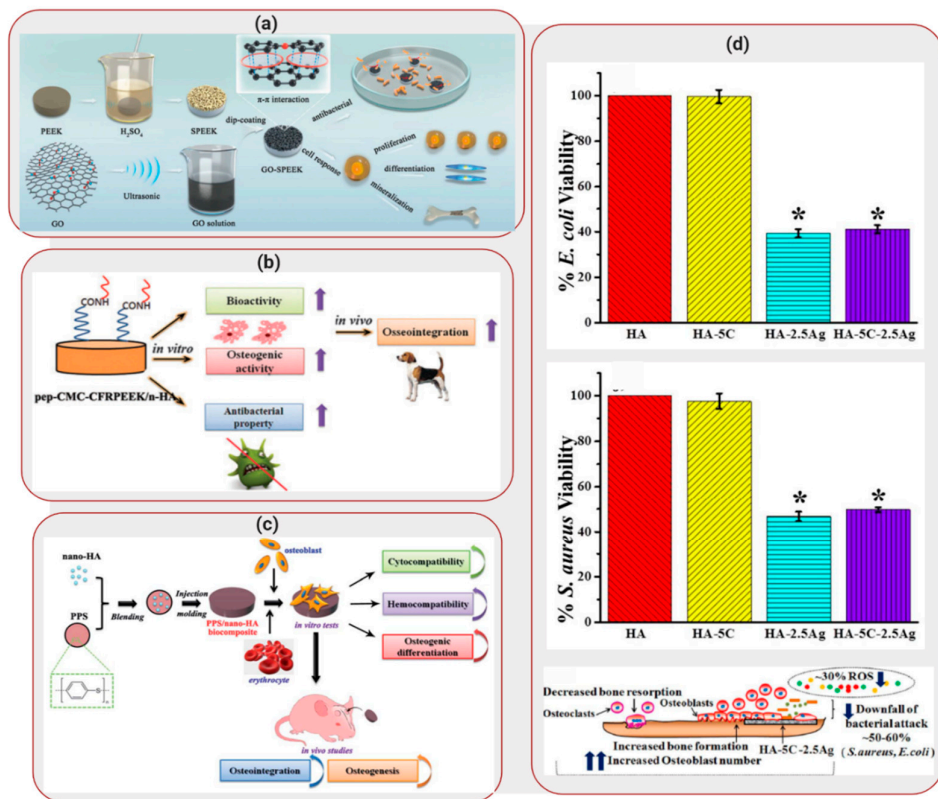 (a)
PEEK
H₂SO₄
SPEEK
π-π interaction
dip-coating
GO-SPEEK
antibacterial
cell response
proliferation
differentiation
mineralization
GO
Ultrasonic
GO solution
(b)
CONH
CONH
in vitro
pep-CMC-CFRPEEK/n-HA
Bioactivity
Osteogenic
activity
Antibacterial
property
in vivo
Osseointegration
(c)
nano-HA
PPS
Blending
Injection
molding
PPS/nano-HA
biocomposite
osteoblast
erythrocyte
in vitro tests
Cytocompatibility
Hemocompatibility
Osteogenic
differentiation
S
n
in vivo studies
Osteointegration
Osteogenesis
(d)
% E. coli Viability
100
80
60
40
20
0
HA
HA-5C
HA-2.5Ag
HA-5C-2.5Ag
*
*
% S. aureus Viability
100
50
0
HA
HA-5C
HA-2.5Ag
HA-5C-2.5Ag
*
*
Decreased bone resorption
Osteoclasts
Osteoblasts
~30% ROS
Downfall of
bacterial attack
~50-60%
( S.aureus, E.coli)
Increased bone formation
HA-5C-2.5Ag
Increased Osteoblast number